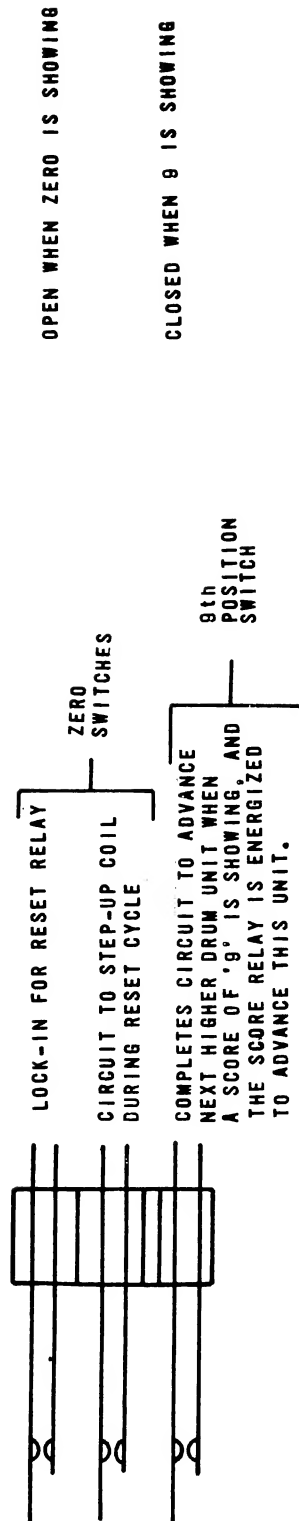 LOCK-IN FOR RESET RELAY
CIRCUIT TO STEP-UP COIL
DURING RESET CYCLE
ZERO
SWITCHES
OPEN WHEN ZERO IS SHOWING
COMPLETES CIRCUIT TO ADVANCE
NEXT HIGHER DRUM UNIT WHEN
A SCORE OF '9' IS SHOWING, AND
THE SCORE RELAY IS ENERGIZED
TO ADVANCE THIS UNIT.
9th
POSITION
SWITCH
CLOSED WHEN 9 IS SHOWING